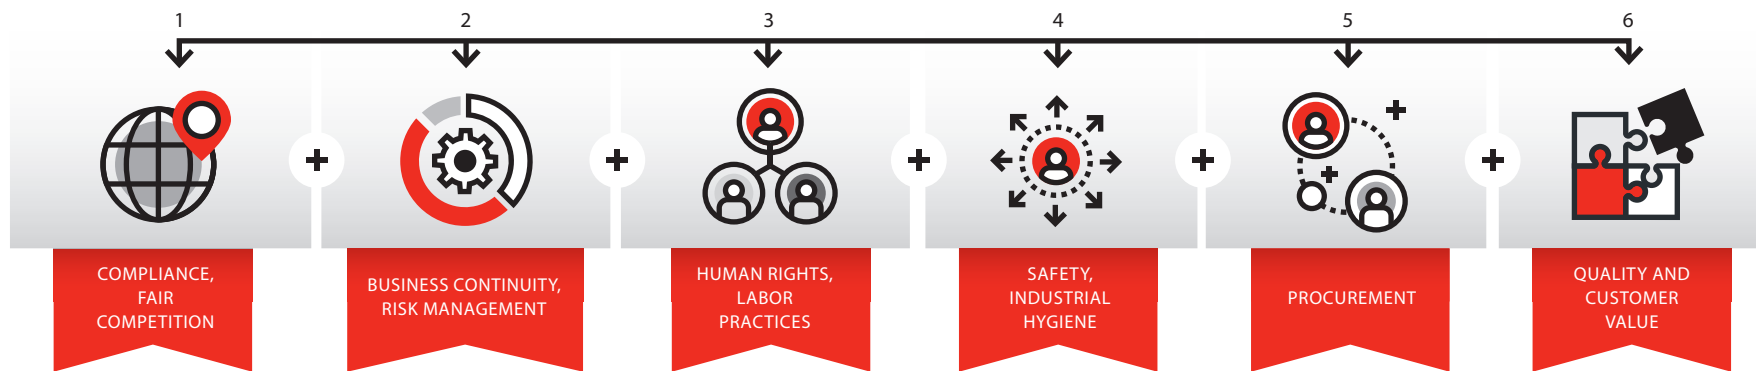 1
2
3
4
5
6
COMPLIANCE,
FAIR
COMPETITION
BUSINESS CONTINUITY,
RISK MANAGEMENT
HUMAN RIGHTS,
LABOR
PRACTICES
SAFETY,
INDUSTRIAL
HYGIENE
PROCUREMENT
QUALITY AND
CUSTOMER
VALUE